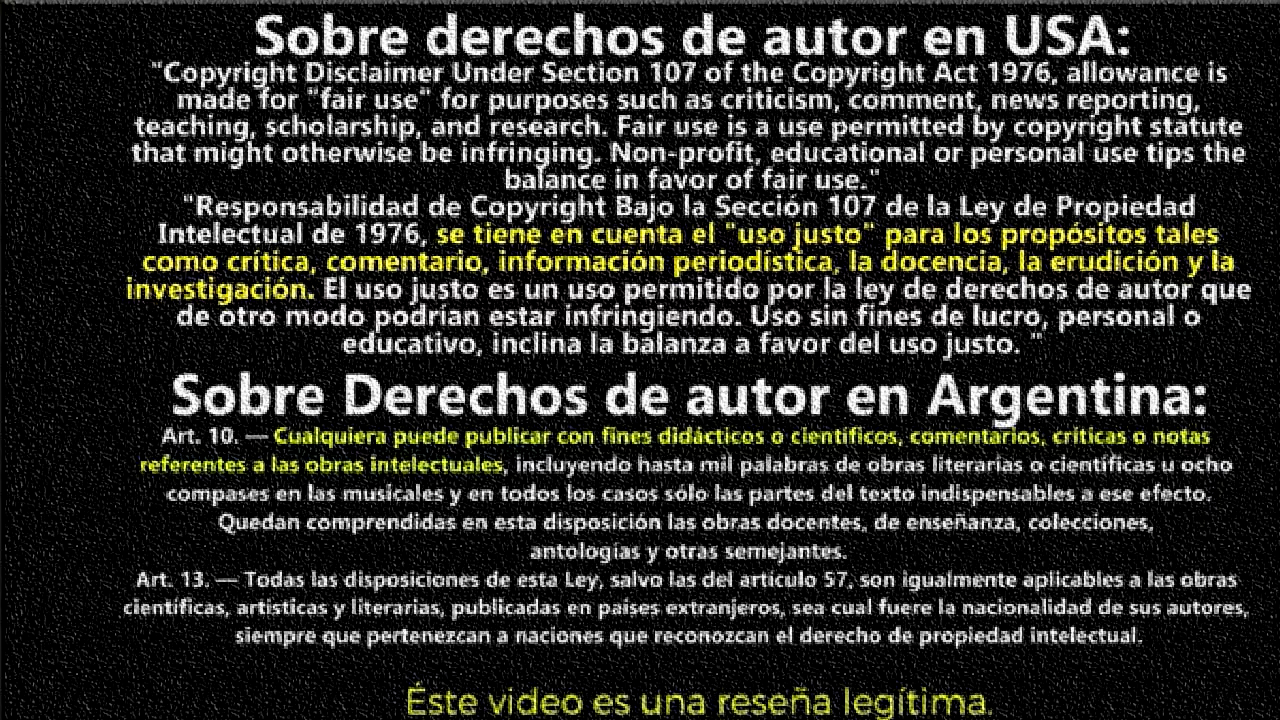 Sobre derechos de autor en USA:
"Copyright Disclaimer Under Section 107 of the Copyright Act 1976, allowance is
made for "fair use" for purposes such as criticism, comment, news reporting,
teaching, scholarship, and research. Fair use is a use permitted by copyright statute
that might otherwise be infringing. Non-profit, educational or personal use tips the
balance in favor of fair use."
"Responsabilidad de Copyright Bajo la Sección 107 de la Ley de Propiedad
Intelectual de 1976, se tiene en cuenta el "uso justo" para los propósitos tales
como crítica, comentario, información periodística, la docencia, la erudición y la
investigación. El uso justo es un uso permitido por la ley de derechos de autor que
de otro modo podrían estar infringiendo. Uso sin fines de lucro, personal o
educativo, inclina la balanza a favor del uso justo. "
Sobre Derechos de autor en Argentina:
Art. 10. — Cualquiera puede publicar con fines didácticos o científicos, comentarios, críticas o notas
referentes a las obras intelectuales, incluyendo hasta mil palabras de obras literarias o científicas u ocho
compases en las musicales y en todos los casos sólo las partes del texto indispensables a ese efecto.
Quedan comprendidas en esta disposición las obras docentes, de enseñanza, colecciones,
antologías y otras semejantes.
Art. 13. — Todas las disposiciones de esta Ley, salvo las del artículo 57, son igualmente aplicables a las obras
científicas, artísticas y literarias, publicadas en países extranjeros, sea cual fuere la nacionalidad de sus autores,
siempre que pertenezcan a naciones que reconozcan el derecho de propiedad intelectual.
Éste video es una reseña legítima.